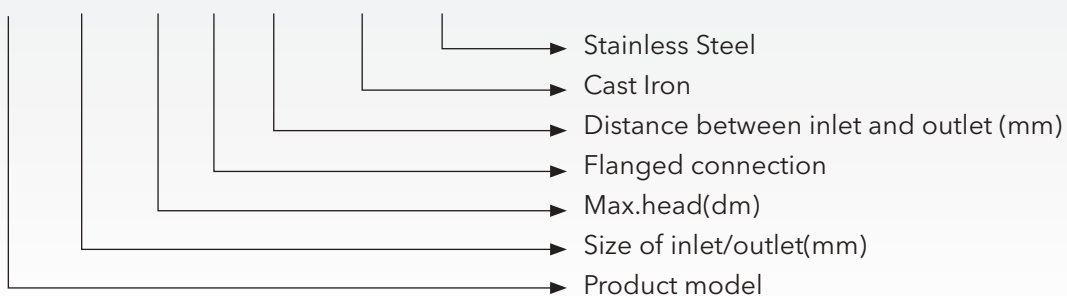 Stainless Steel
Cast Iron
Distance between inlet and outlet (mm)
Flanged connection
Max.head(dm)
Size of inlet/outlet(mm)
Product model